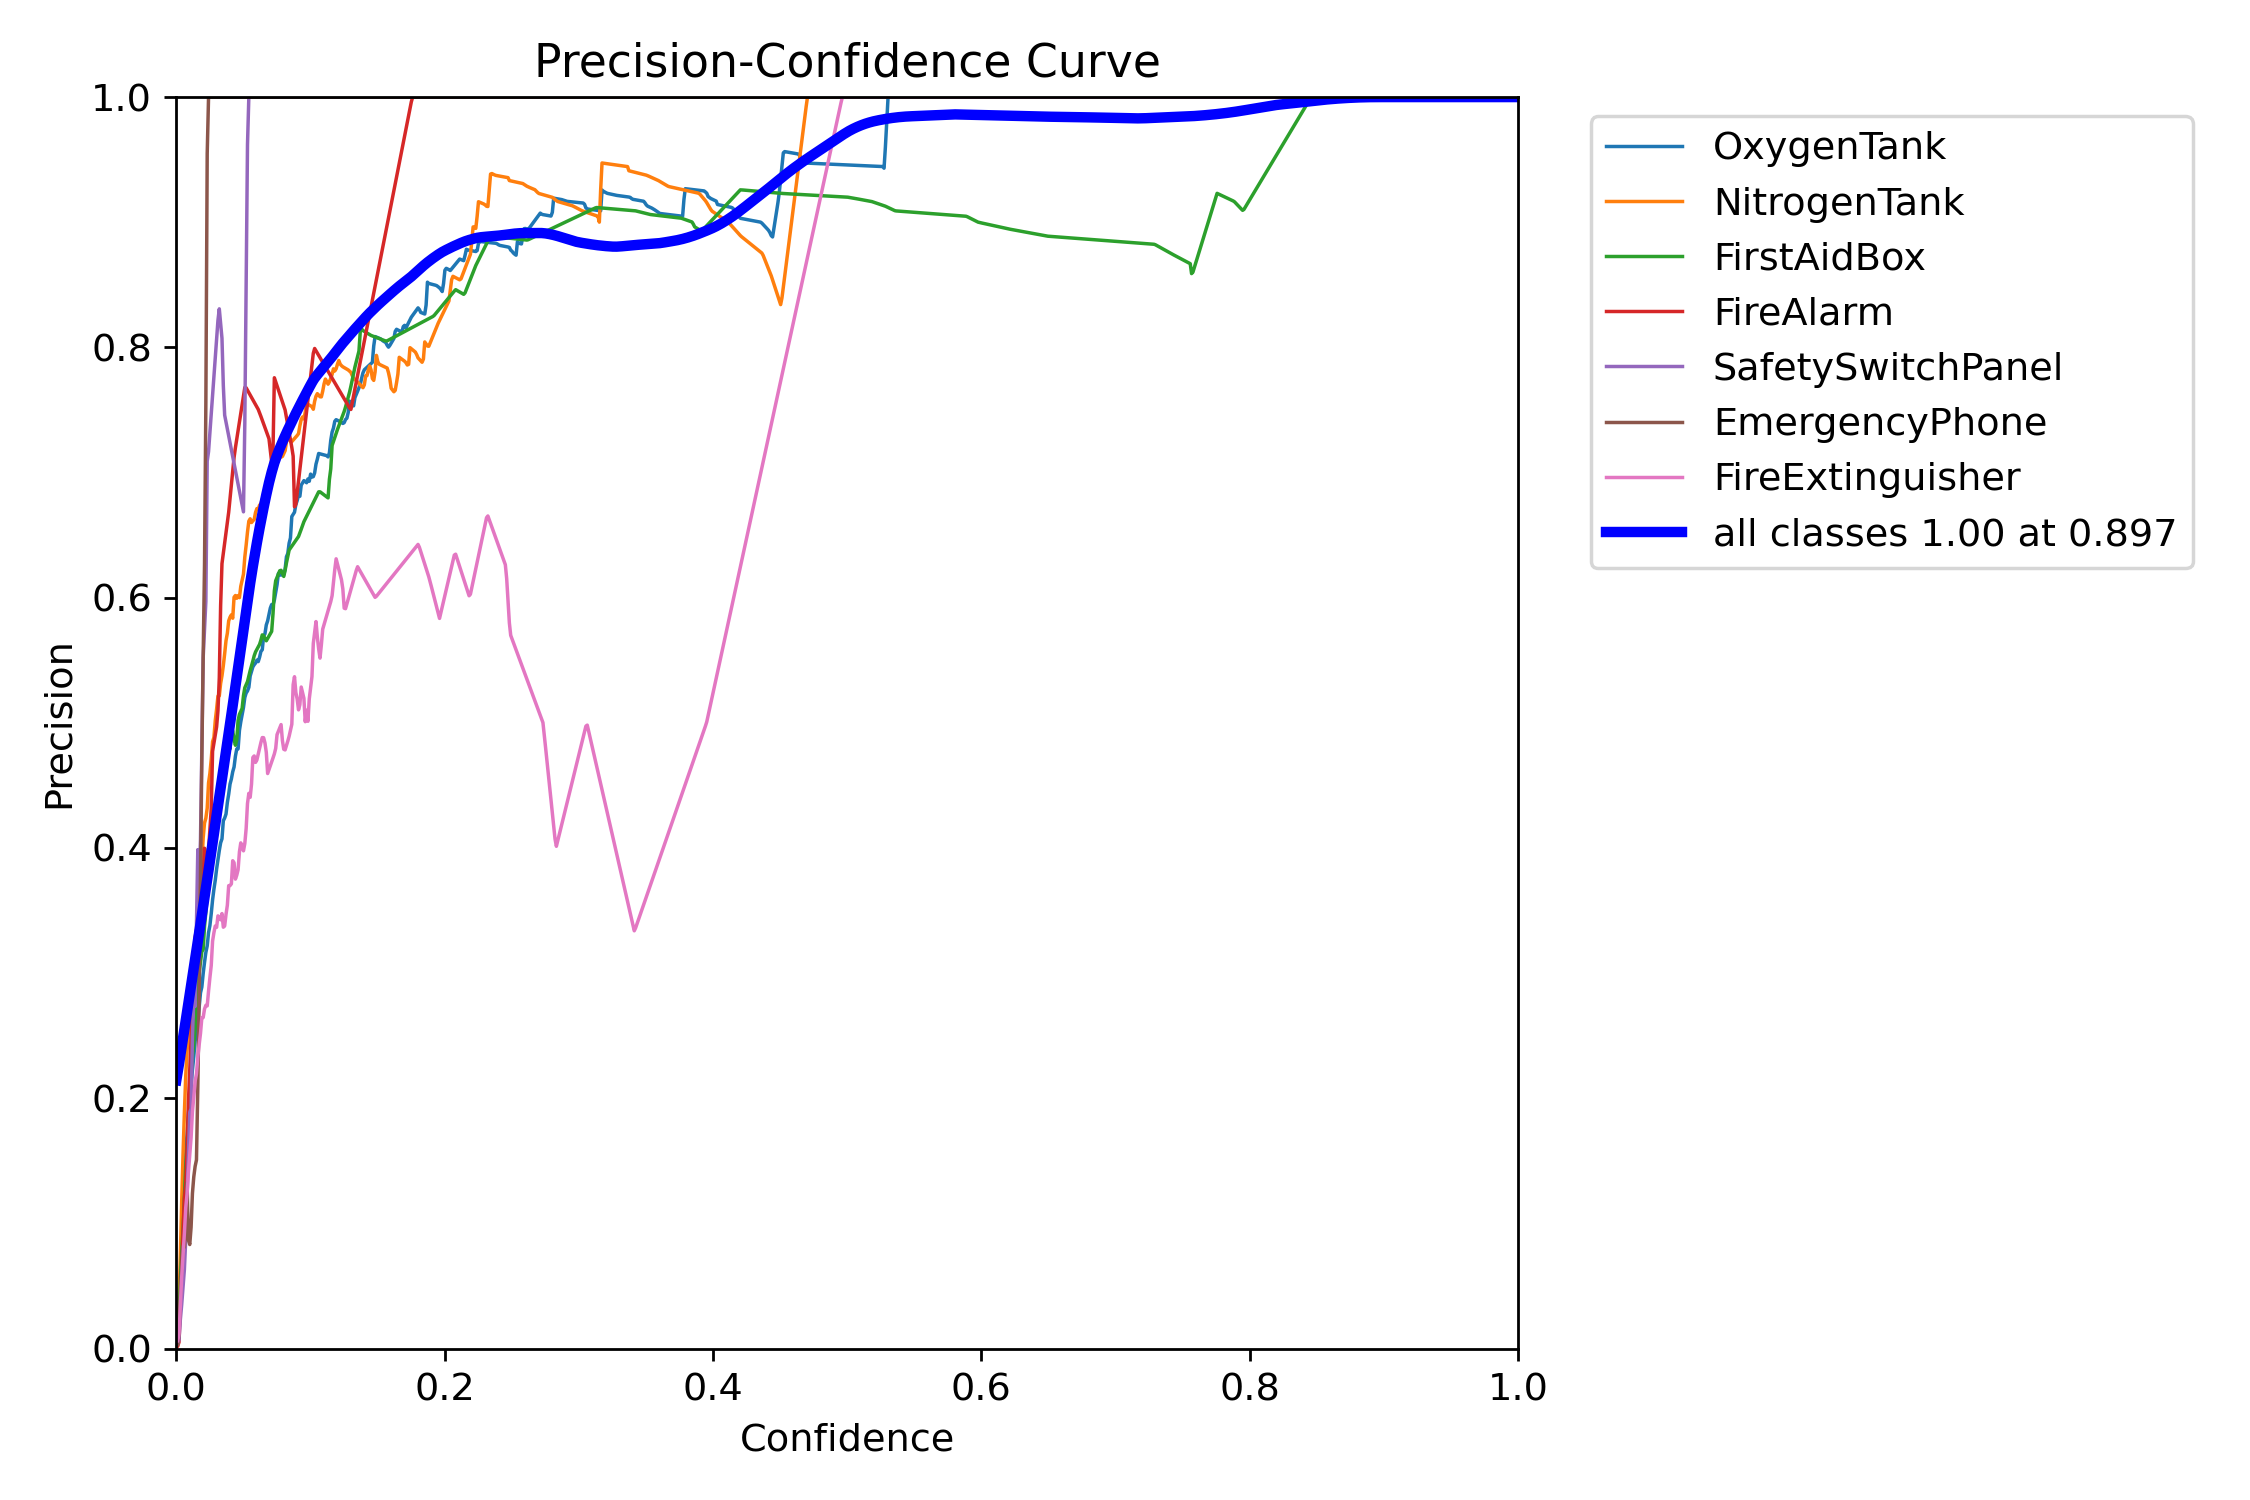 Precision-Confidence Curve
1.0
0.8
0.6
0.4
0.2
0.0
Precision
0.0 0.2 0.4 0.6 0.8 1.0
Confidence
OxygenTank
NitrogenTank
FirstAidBox
FireAlarm
SafetySwitchPanel
EmergencyPhone
FireExtinguisher
all classes 1.00 at 0.897